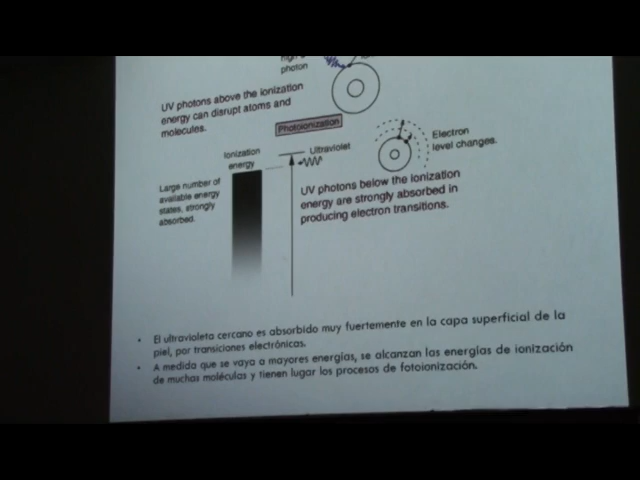 photon
UV photons above the ionization
energy can disrupt atoms and
molecules.
Photoionization
Ionization
energy
Ultraviolet
Electron
level changes.
Large number of
available energy
states, strongly
absorbed.
UV photons below the ionization
energy are strongly absorbed in
producing electron transitions.
• El ultravioleta cercano es absorbido muy fuertemente en la capa superficial de la
piel, por transiciones electrónicas.
• A medida que se vaya a mayores energías, se alcanzan las energías de ionización
de muchas moléculas y tienen lugar los procesos de fotoionización.